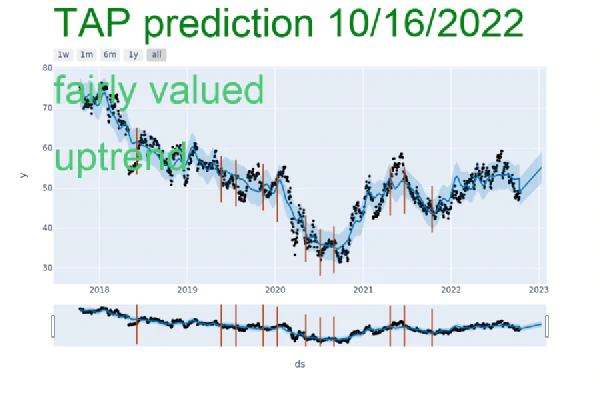 TAP prediction 10/16/2022
1w 1m 6m 1y all
fairly valued
uptrend
80
70
60
50
40
30
y
2018 2019 2020 2021 2022 2023
ds